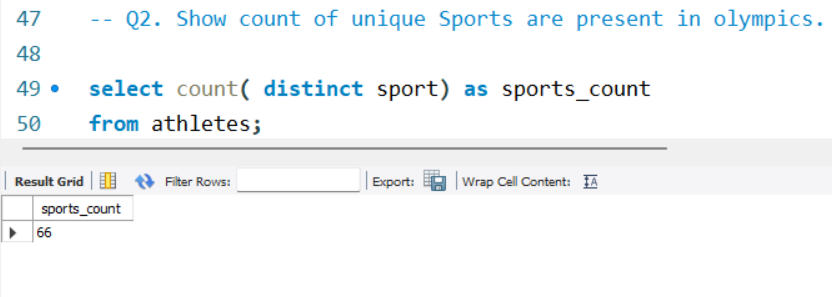 47 -- Q2. Show count of unique Sports are present in olympics.
48
49 select count( distinct sport) as sports_count
50 from athletes;
Result Grid Filter Rows: Export: Wrap Cell Content: IA
sports_count
66